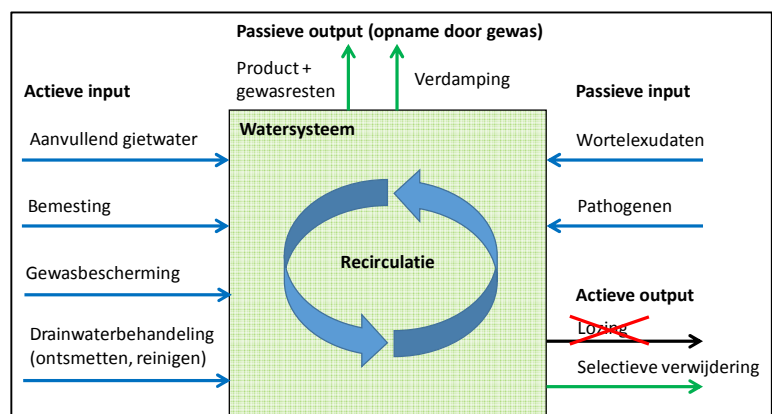 Passieve output (opname door gewas)
Product +
gewasresten
Verdamping
Actieve input
Passieve input
Watersysteem
Aanvullend gietwater
Wortelexudaten
Bemesting
Pathogenen
Recirculatie
Gewasbescherming
Actieve output
Lozing
Drainwaterbehandeling
(ontsmetten, reinigen)
Selectieve verwijdering